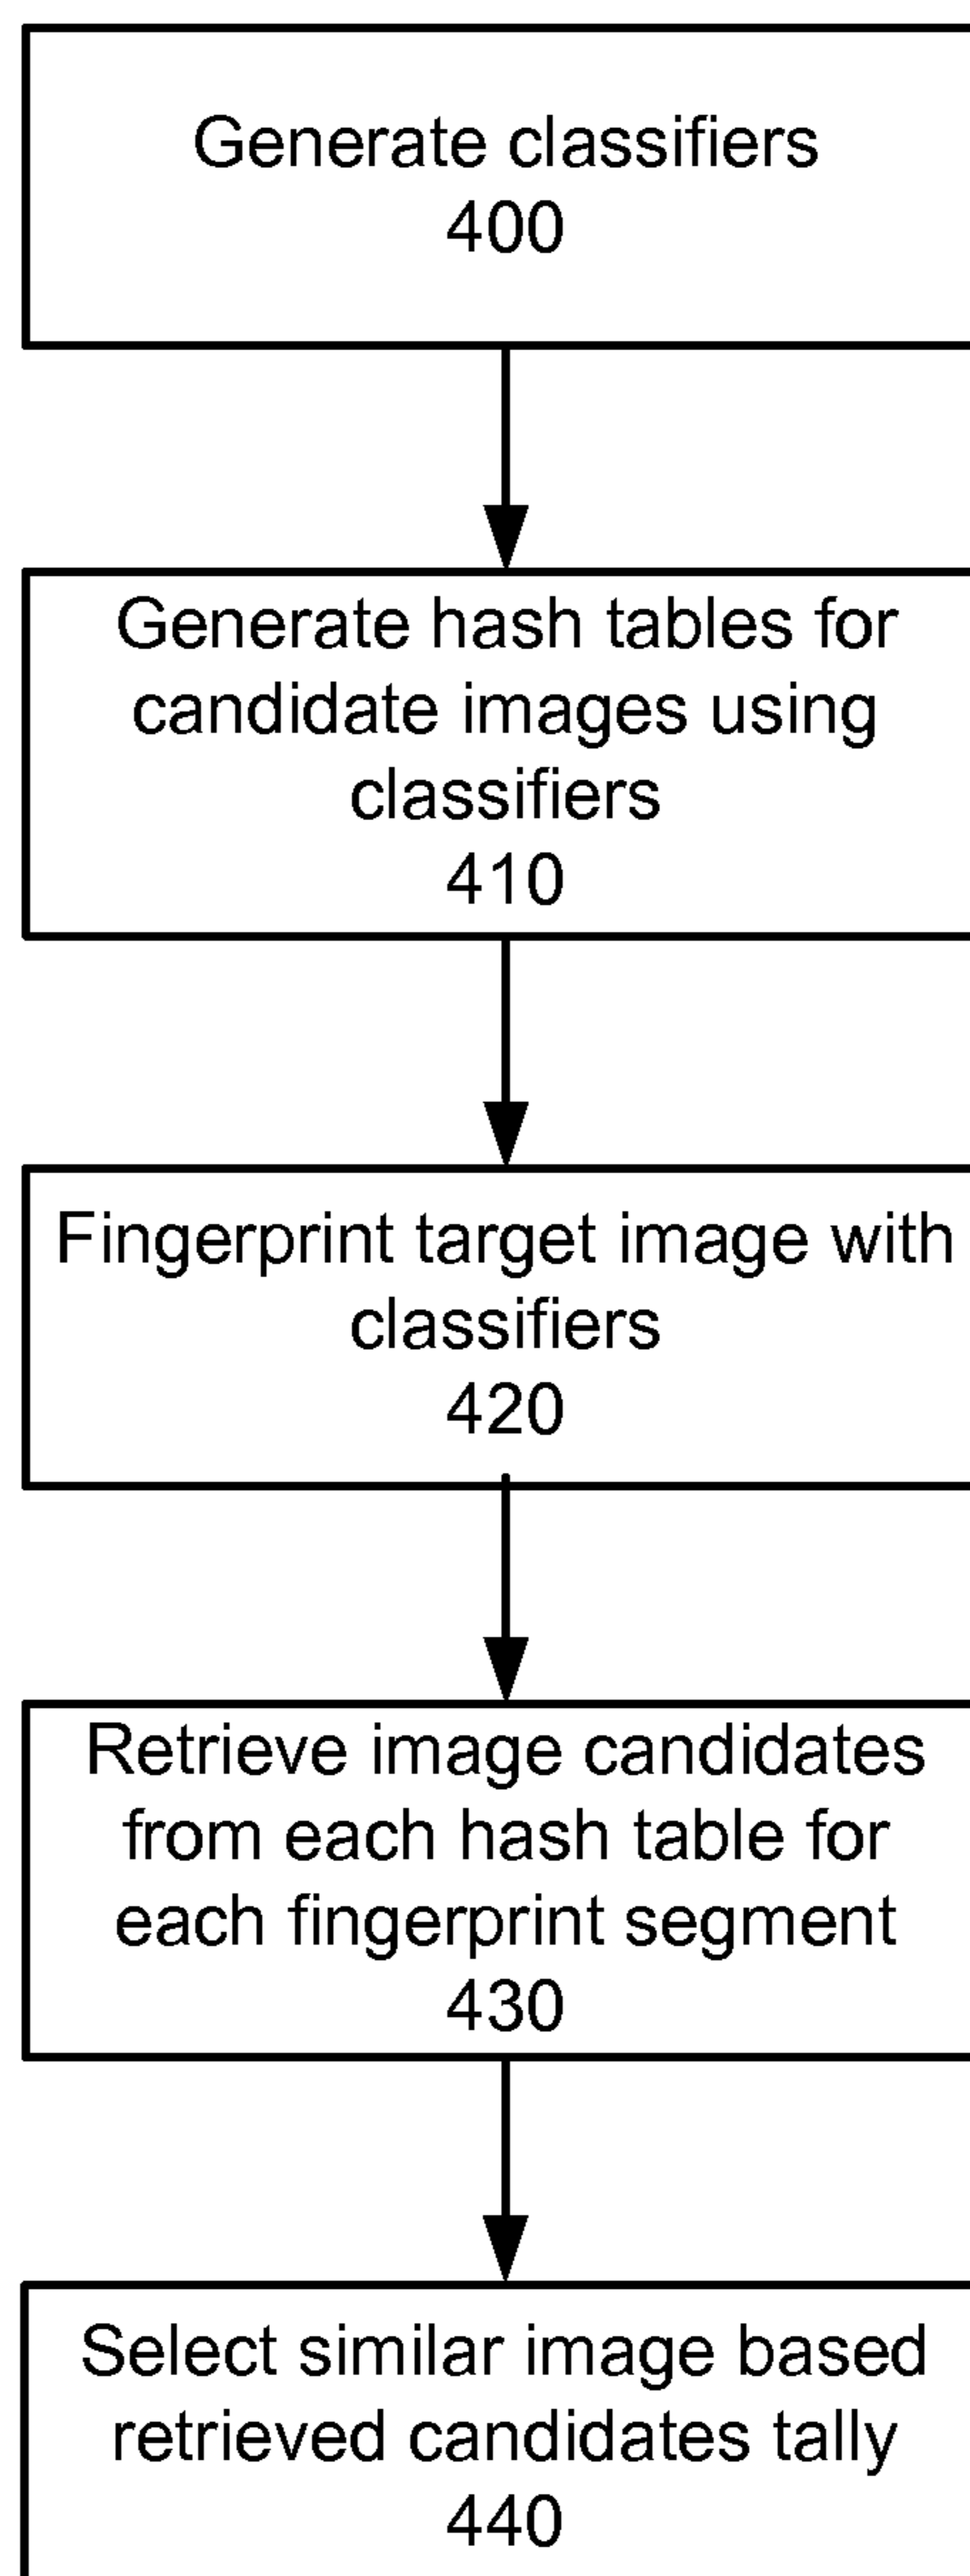 Generate classifiers
400
Generate hash tables for
candidate images using
classifiers
410
Fingerprint target image with
classifiers
420
Retrieve image candidates
from each hash table for
each fingerprint segment
430
Select similar image based
retrieved candidates tally
440